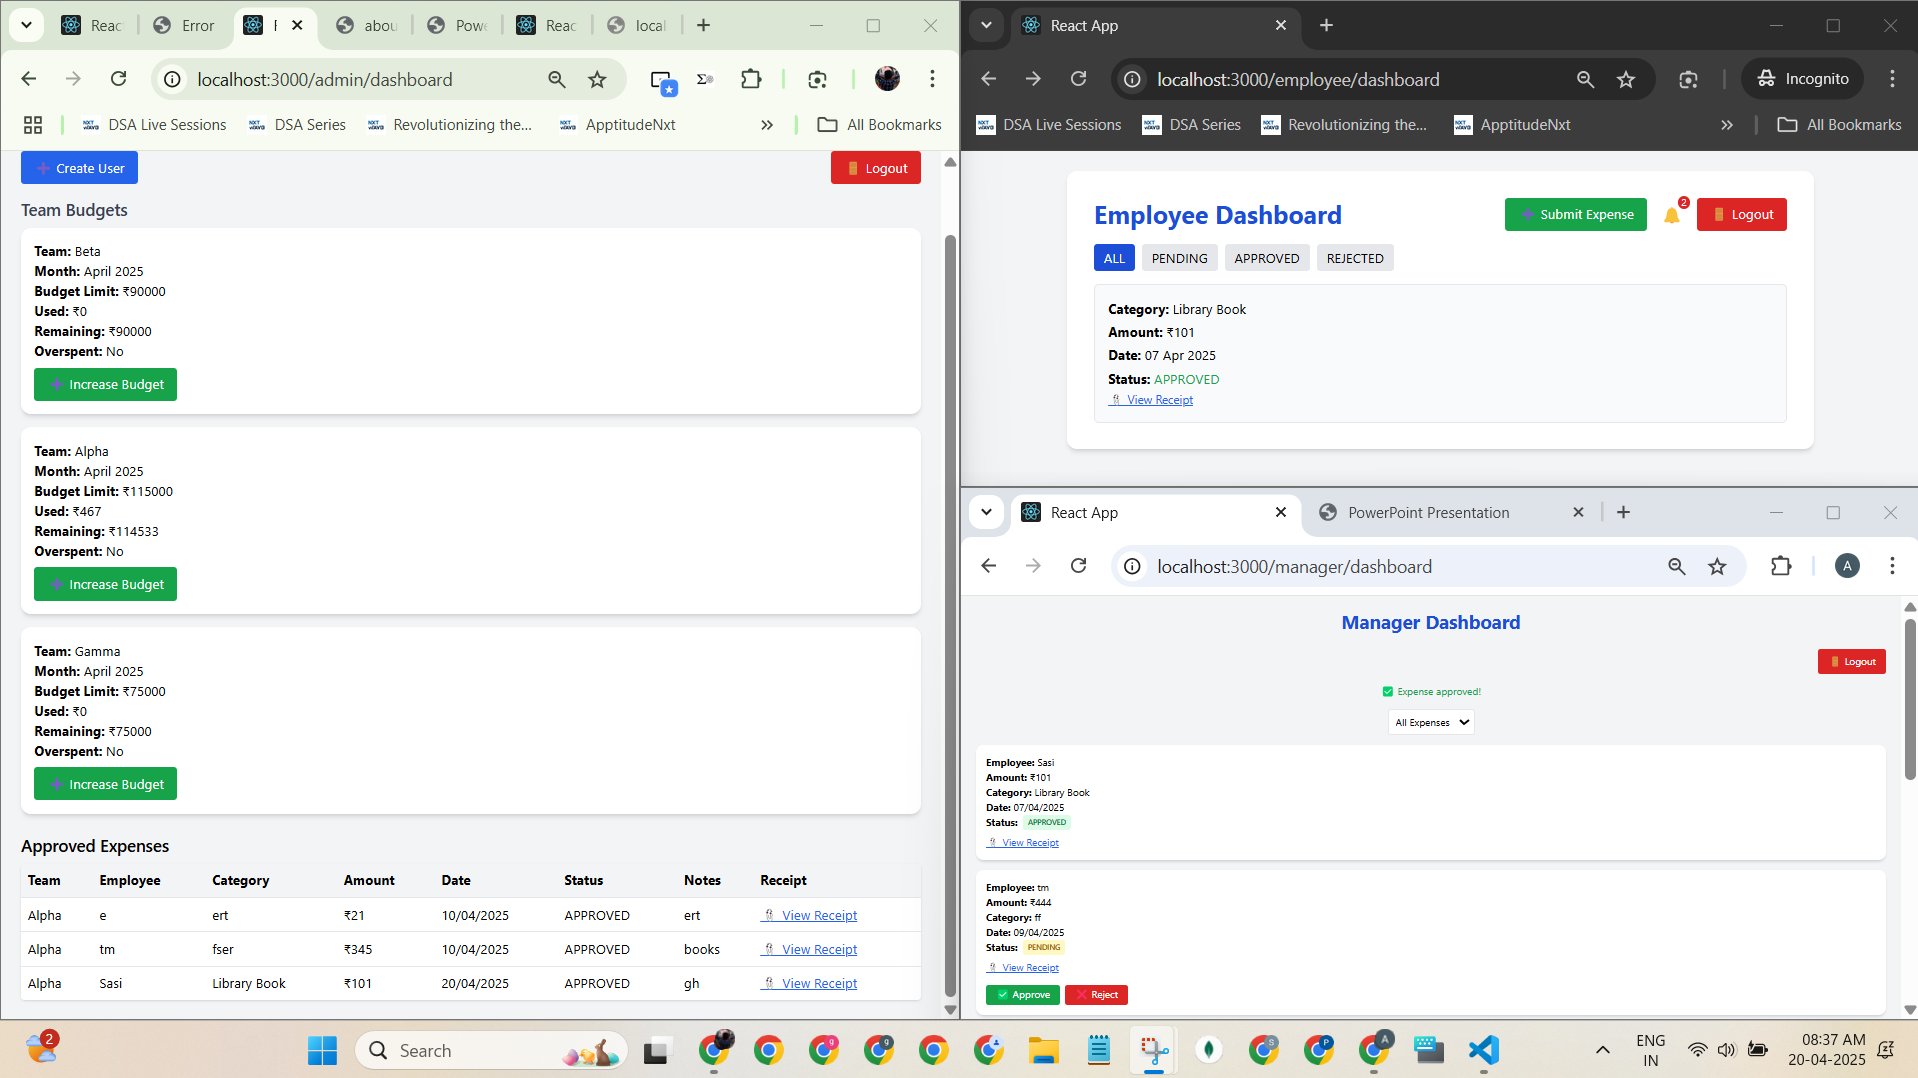 Reac
Error
F
abou
Powe
Reac
local
localhost:3000/admin/dashboard
DSA Live Sessions
DSA Series
Revolutionizing the...
ApptitudeNxt
All Bookmarks
Create User
Logout
Team Budgets
Team: Beta
Month: April 2025
Budget Limit: ₹90000
Used: ₹0
Remaining: ₹90000
Overspent: No
Increase Budget
Team: Alpha
Month: April 2025
Budget Limit: ₹115000
Used: ₹467
Remaining: ₹114533
Overspent: No
Increase Budget
Team: Gamma
Month: April 2025
Budget Limit: ₹75000
Used: ₹0
Remaining: ₹75000
Overspent: No
Increase Budget
Approved Expenses
Team Employee Category Amount Date Status Notes Receipt
Alpha e ert ₹21 10/04/2025 APPROVED ert View Receipt
Alpha tm fser ₹345 10/04/2025 APPROVED books View Receipt
Alpha Sasi Library Book ₹101 20/04/2025 APPROVED gh View Receipt
React App
localhost:3000/employee/dashboard
Incognito
DSA Live Sessions
DSA Series
Revolutionizing the...
ApptitudeNxt
All Bookmarks
Employee Dashboard
Submit Expense
2
Logout
ALL
PENDING
APPROVED
REJECTED
Category: Library Book
Amount: ₹101
Date: 07 Apr 2025
Status: APPROVED
View Receipt
React App
PowerPoint Presentation
localhost:3000/manager/dashboard
A
Manager Dashboard
Logout
Expense approved!
All Expenses
Employee: Sasi
Amount: ₹101
Category: Library Book
Date: 07/04/2025
Status: APPROVED
View Receipt
Employee: tm
Amount: ₹444
Category: ff
Date: 09/04/2025
Status: PENDING
View Receipt
Approve
Reject
2
Search
ENG
IN
08:37 AM
20-04-2025